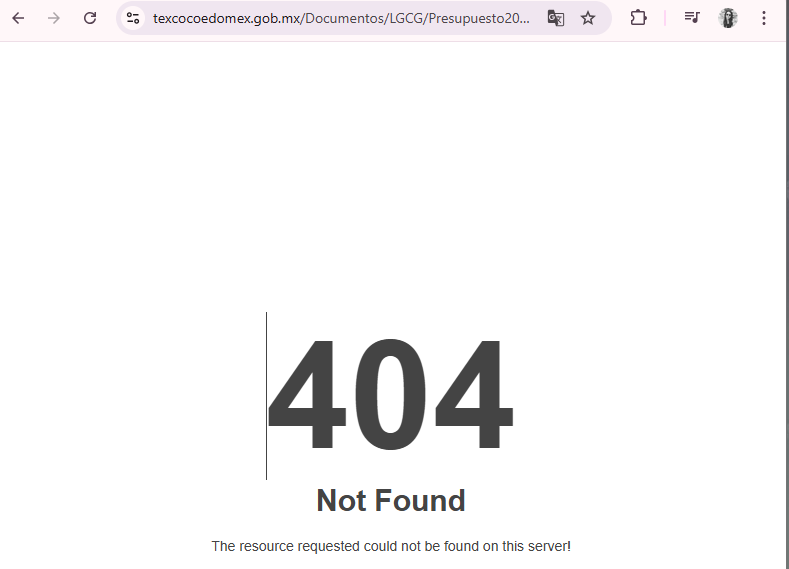 texcocoedomex.gob.mx/Documentos/LGCG/Presupuesto20...
404
Not Found
The resource requested could not be found on this server!